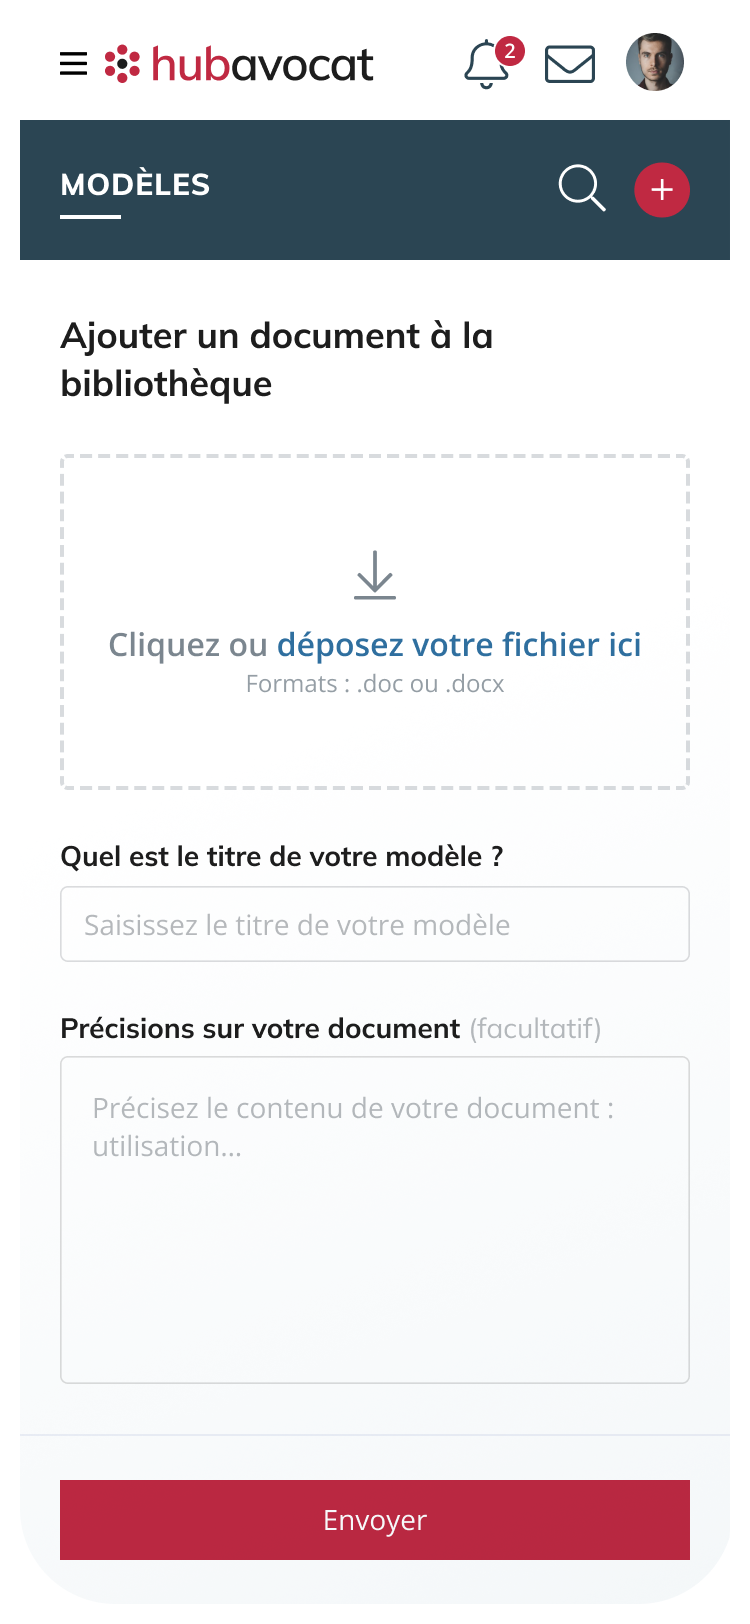 hubavocat
2
MODÈLES
+
Ajouter un document à la
bibliothèque
Cliquez ou déposez votre fichier ici
Formats : .doc ou .docx
Quel est le titre de votre modèle ?
Saisissez le titre de votre modèle
Précisions sur votre document (facultatif)
Précisez le contenu de votre document :
utilisation...
Envoyer